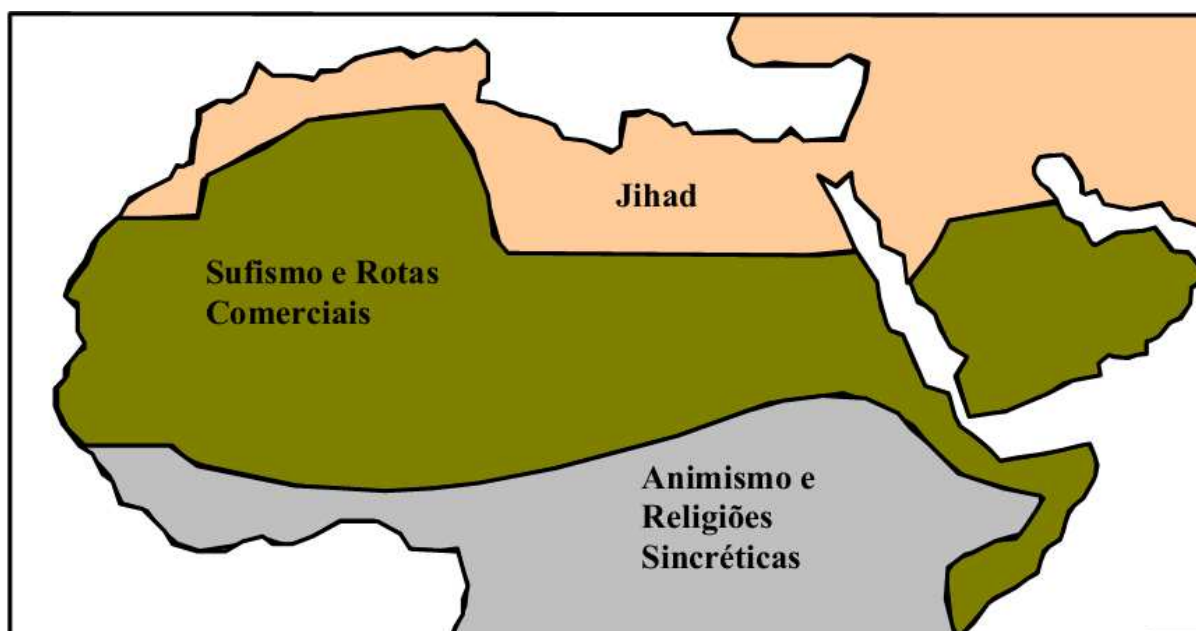 Jihad
Sufismo e Rotas
Comerciais
Animismo e
Religiões
Sincréticas